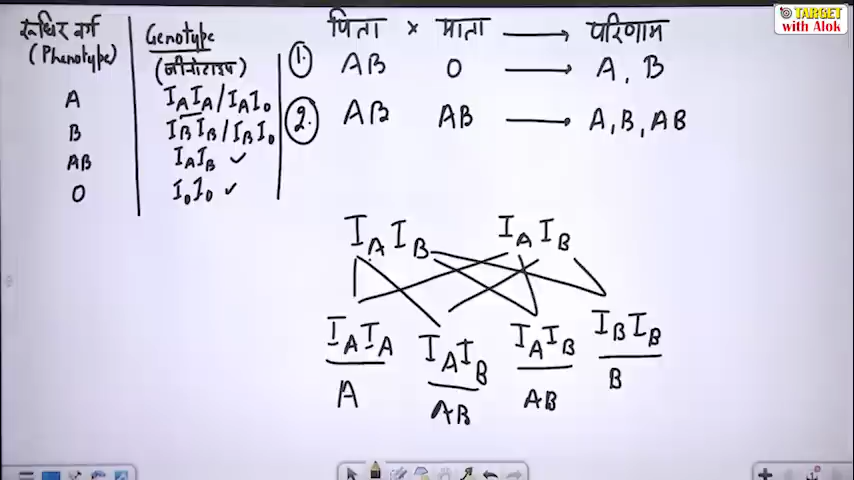 TARGET
with Alok
रूधिर वर्ग
(Phenotype)
Genotype
(जीनोटाइप)
A
IAIA/IAIO
B
IBIB/IBIO
AB
IAIB ✓
O
IOIO ✓
पिता × माता → परिणाम
1. AB O → A, B
2. AB AB → A, B, AB
IAIB IAIB
IAIA IAIB IAIB IBIB
A AB AB B